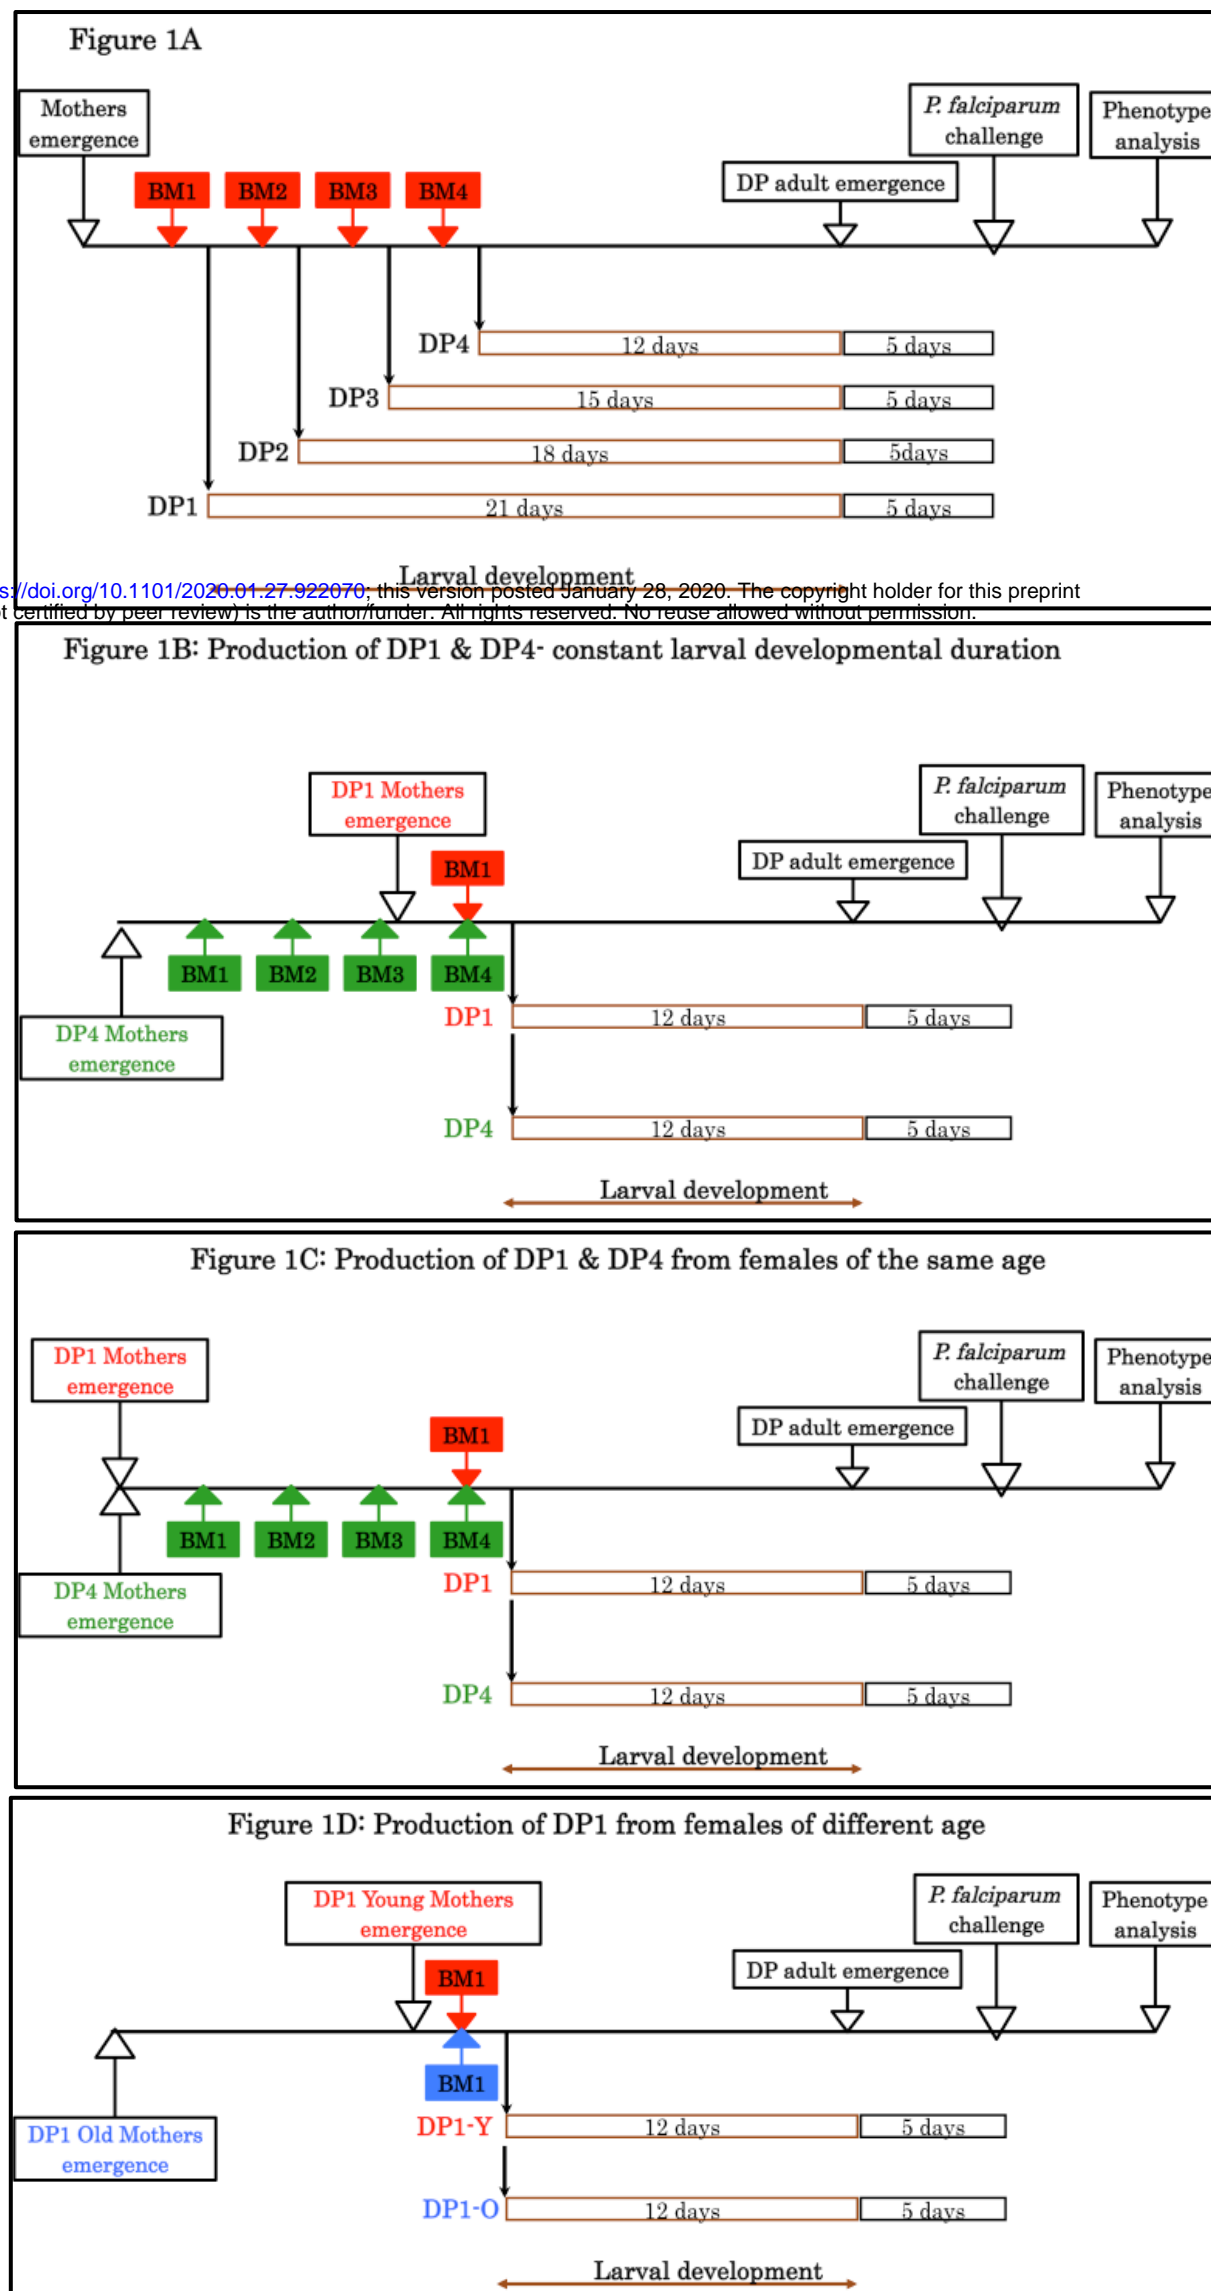 Figure 1A
Mothers
emergence
BM1
BM2
BM3
BM4
DP adult emergence
P. falciparum
challenge
Phenotype
analysis
DP4
12 days
5 days
DP3
15 days
5 days
DP2
18 days
5days
DP1
21 days
5 days
Larval development
s://doi.org/10.1101/2020.01.27.922070; this version posted January 28, 2020. The copyright holder for this preprint
t certified by peer review) is the author/funder. All rights reserved. No reuse allowed without permission.
Figure 1B: Production of DP1 & DP4- constant larval developmental duration
DP1 Mothers
emergence
BM1
DP adult emergence
P. falciparum
challenge
Phenotype
analysis
BM1
BM2
BM3
BM4
DP4 Mothers
emergence
DP1
12 days
5 days
DP4
12 days
5 days
Larval development
Figure 1C: Production of DP1 & DP4 from females of the same age
DP1 Mothers
emergence
BM1
DP adult emergence
P. falciparum
challenge
Phenotype
analysis
BM1
BM2
BM3
BM4
DP4 Mothers
emergence
DP1
12 days
5 days
DP4
12 days
5 days
Larval development
Figure 1D: Production of DP1 from females of different age
DP1 Young Mothers
emergence
BM1
DP adult emergence
P. falciparum
challenge
Phenotype
analysis
BM1
DP1 Old Mothers
emergence
DP1-Y
12 days
5 days
DP1-O
12 days
5 days
Larval development